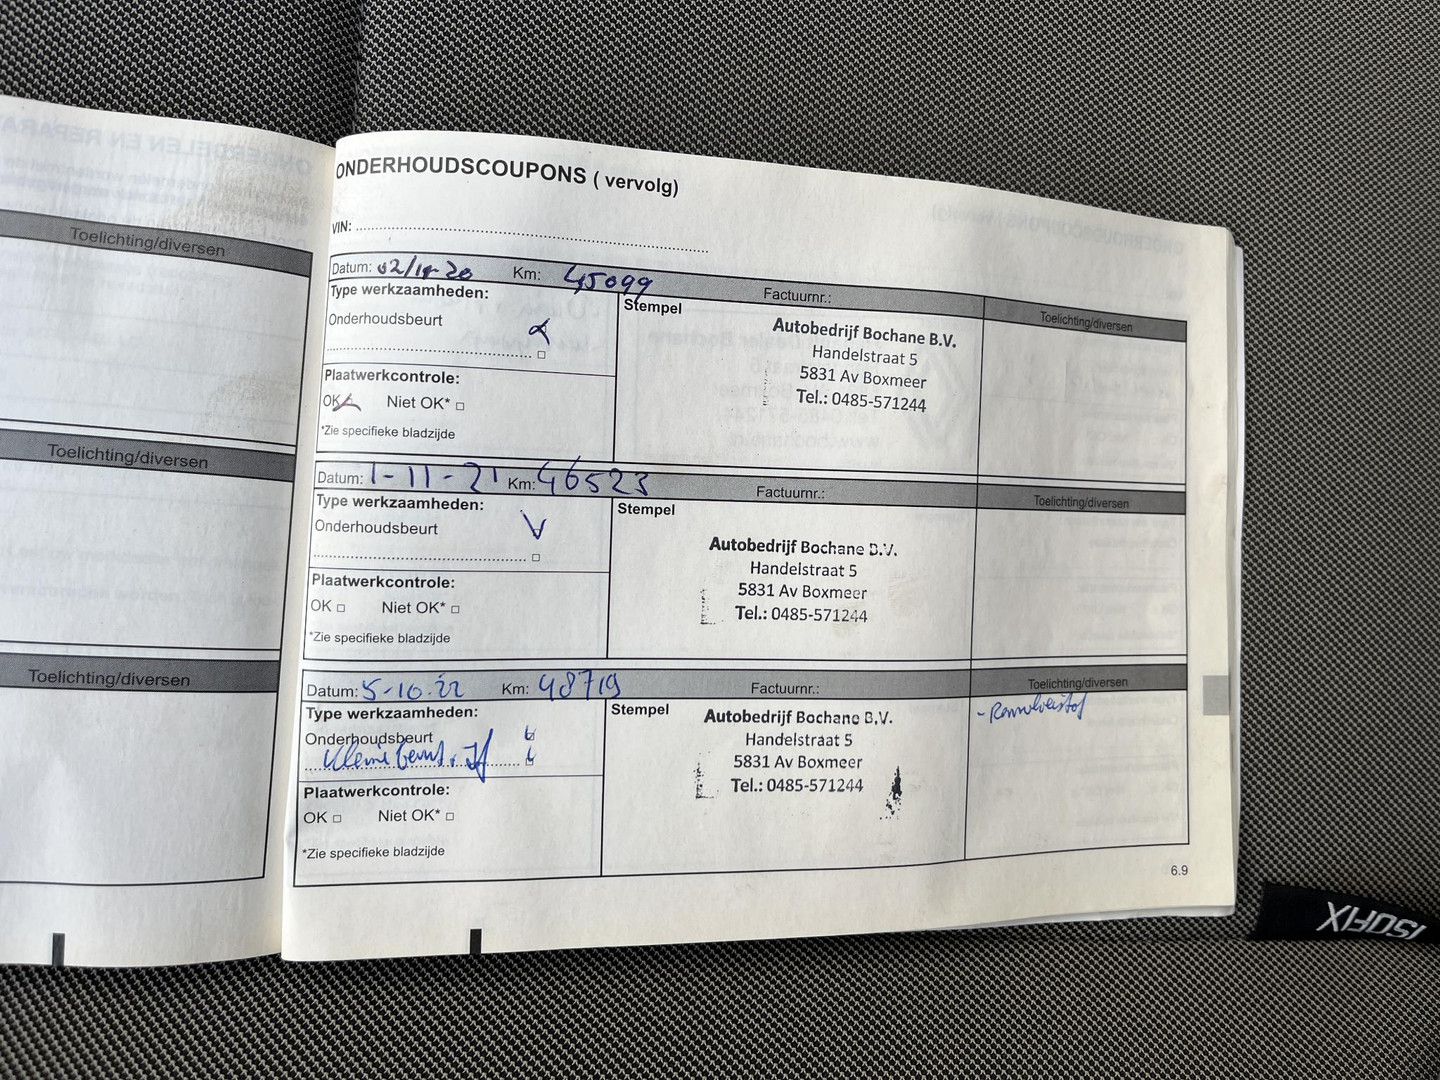 Toelichting/diversen
Toelichting/diversen
Toelichting/diversen
ONDERHOUDSCOUPONS ( vervolg)
VIN:
Datum: Km: 45099 Factuurnr.:
Type werkzaamheden:
Onderhoudsbeurt
Plaatwerkcontrole:
OK Niet OK*
*Zie specifieke bladzijde
Stempel
Autobedrijf Bochane B.V.
Handelstraat 5
5831 Av Boxmeer
Tel.: 0485-571244
Toelichting/diversen
Datum: 1-11-21 Km: 46523 Factuurnr.:
Type werkzaamheden:
Onderhoudsbeurt
Plaatwerkcontrole:
OK Niet OK*
*Zie specifieke bladzijde
Stempel
Autobedrijf Bochane B.V.
Handelstraat 5
5831 Av Boxmeer
Tel.: 0485-571244
Toelichting/diversen
Datum: 5-10-22 Km: 48719 Factuurnr.:
Type werkzaamheden:
Onderhoudsbeurt
Plaatwerkcontrole:
OK Niet OK*
*Zie specifieke bladzijde
Stempel
Autobedrijf Bochane B.V.
Handelstraat 5
5831 Av Boxmeer
Tel.: 0485-571244
Toelichting/diversen
6.9
ISOFIX